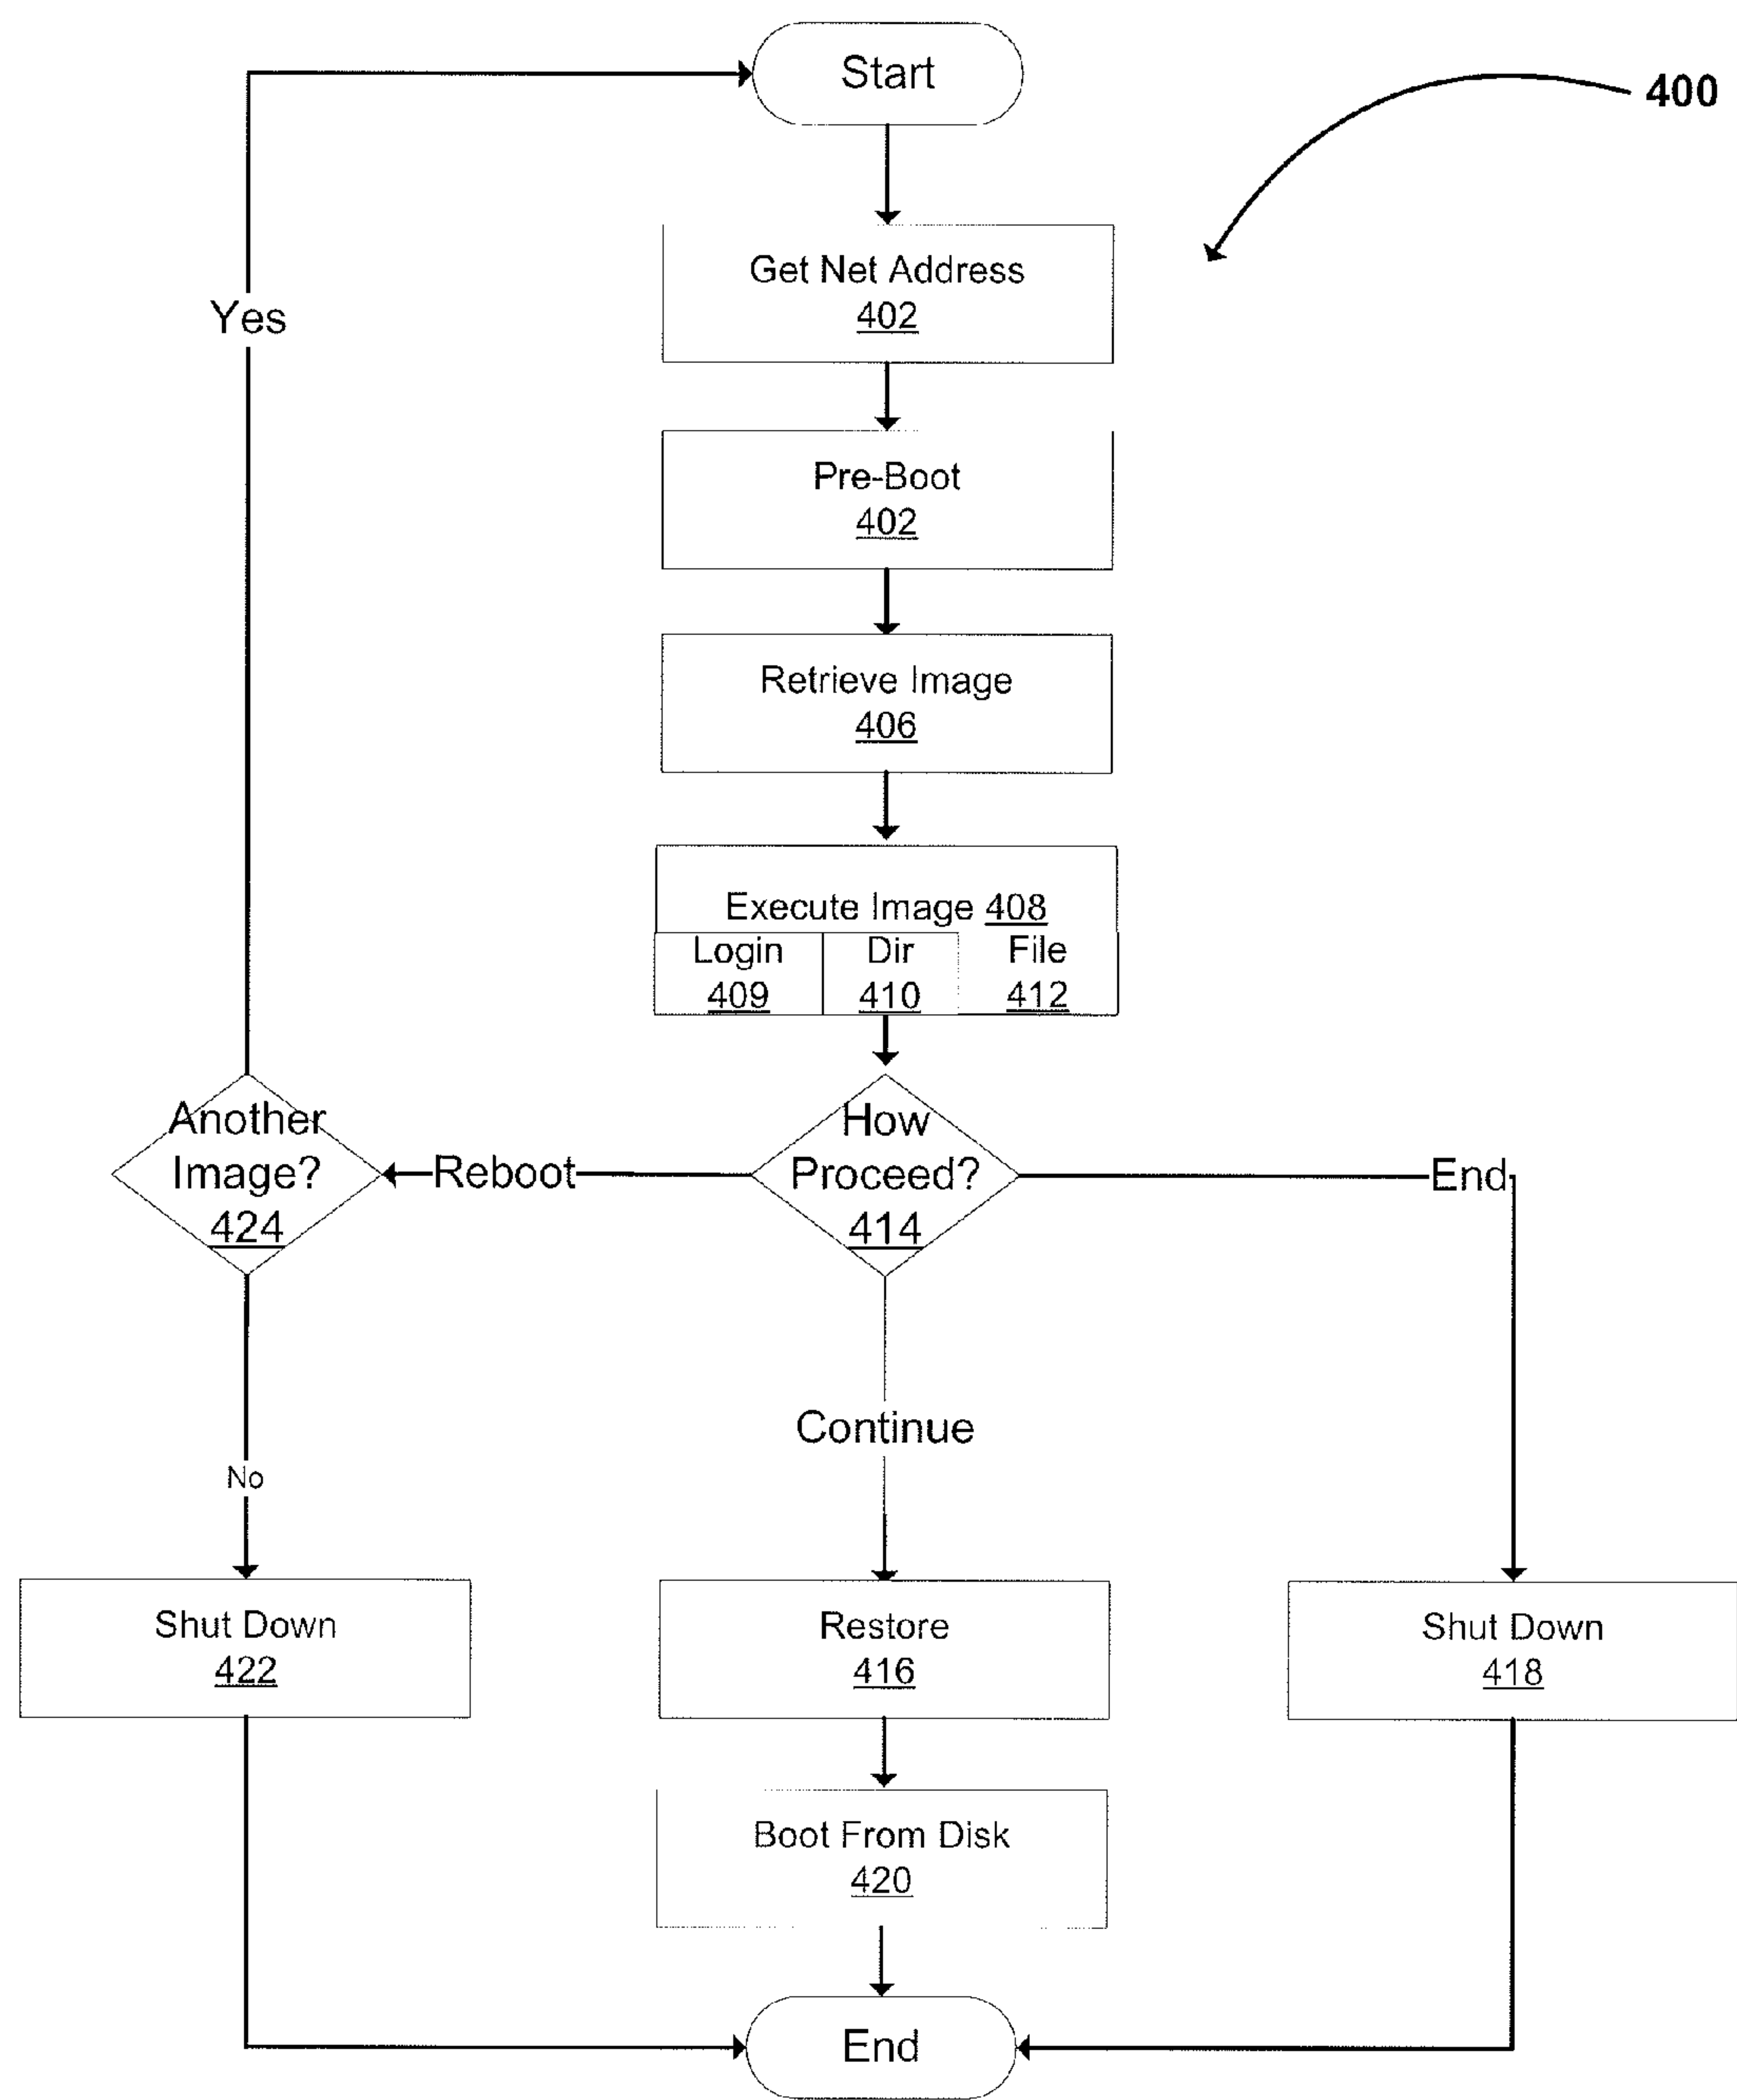 Start
400
Get Net Address
402
Yes
Pre-Boot
402
Retrieve Image
406
Execute Image 408
Login
409
Dir
410
File
412
Another
Image?
424
Reboot
How
Proceed?
414
End
Continue
No
Shut Down
422
Restore
416
Shut Down
418
Boot From Disk
420
End